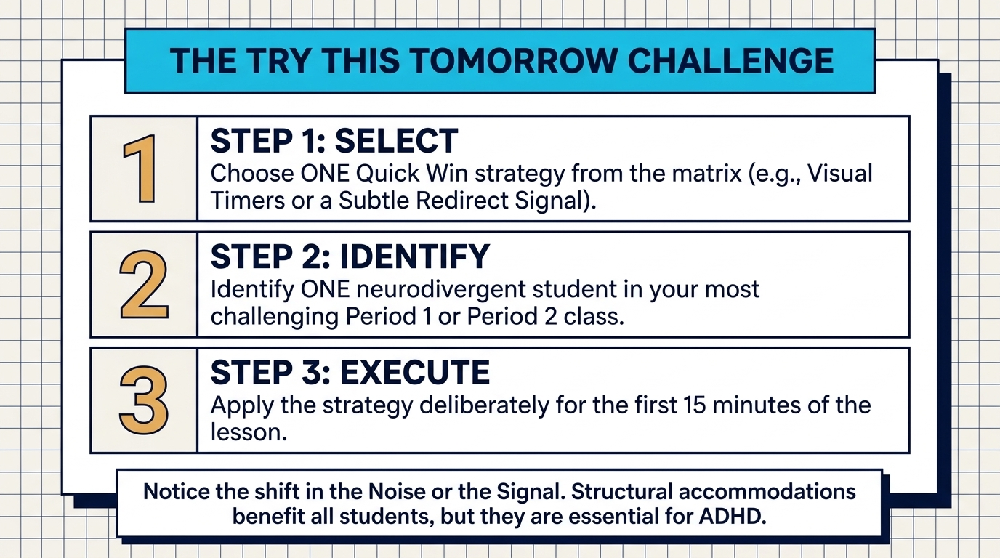 THE TRY THIS TOMORROW CHALLENGE
1
STEP 1: SELECT
Choose ONE Quick Win strategy from the matrix (e.g., Visual
Timers or a Subtle Redirect Signal).
2
STEP 2: IDENTIFY
Identify ONE neurodivergent student in your most
challenging Period 1 or Period 2 class.
3
STEP 3: EXECUTE
Apply the strategy deliberately for the first 15 minutes of the
lesson.
Notice the shift in the Noise or the Signal. Structural accommodations
benefit all students, but they are essential for ADHD.